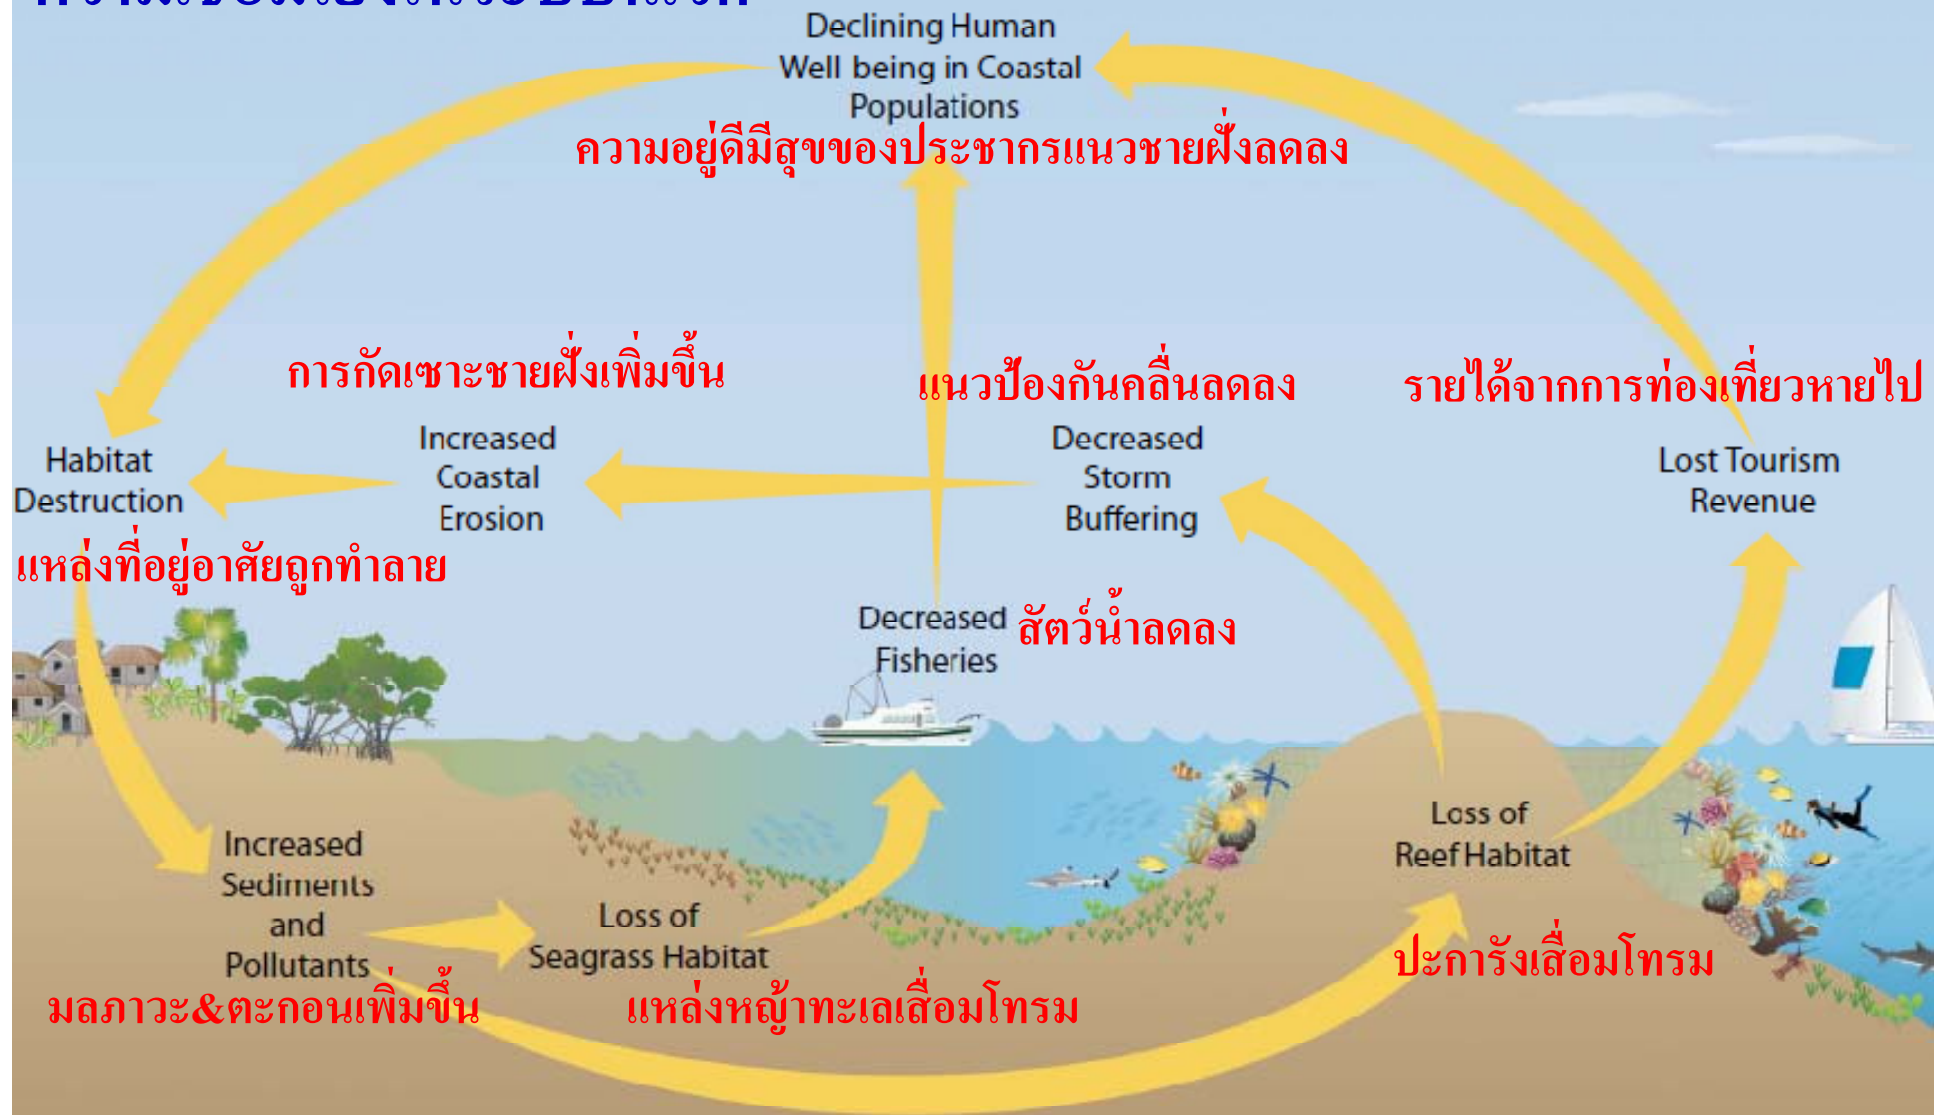 Declining Human
Well being in Coastal
Populations
ความอยู่ดีมีสุขของประชากรแนวชายฝั่งลดลง
การกัดเซาะชายฝั่งเพิ่มขึ้น
แนวป้องกันคลื่นลดลง
รายได้จากการท่องเที่ยวหายไป
Habitat
Destruction
แหล่งที่อยู่อาศัยถูกทำลาย
Increased
Coastal
Erosion
Decreased
Storm
Buffering
Lost Tourism
Revenue
Decreased
Fisheries
สัตว์น้ำลดลง
Increased
Sediments
and
Pollutants
มลภาวะ&ตะกอนเพิ่มขึ้น
Loss of
Seagrass Habitat
แหล่งหญ้าทะเลเสื่อมโทรม
Loss of
Reef Habitat
ปะการังเสื่อมโทรม